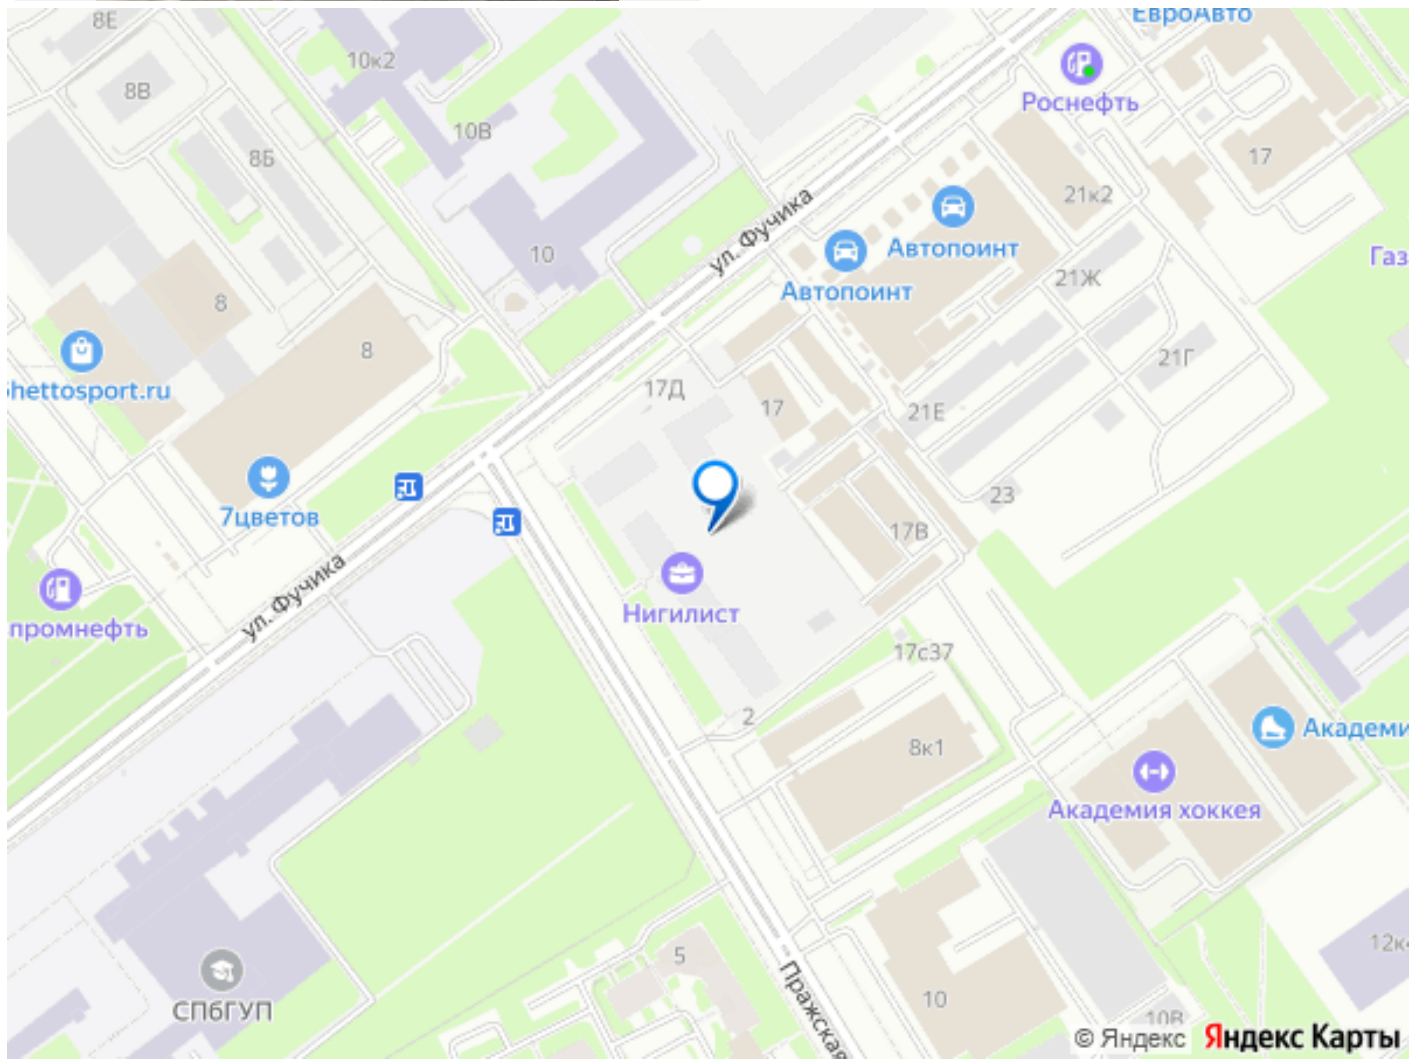 8Е
ЕвроАвто
10к2
Роснефть
8В
10В
8Б
17
21к2
ул. Фучика
Автопоинт
10
Газ
21Ж
Автопоинт
8
8
21Г
hettosport.ru
17Д
17
21Е
23
7цветов
17В
ул. Фучика
Нигилист
промнефть
17с37
2
Академи
8к1
Академия хоккея
12к4
5
СПбГУП
Пражская
10
10В
© Яндекс Яндекс Карты